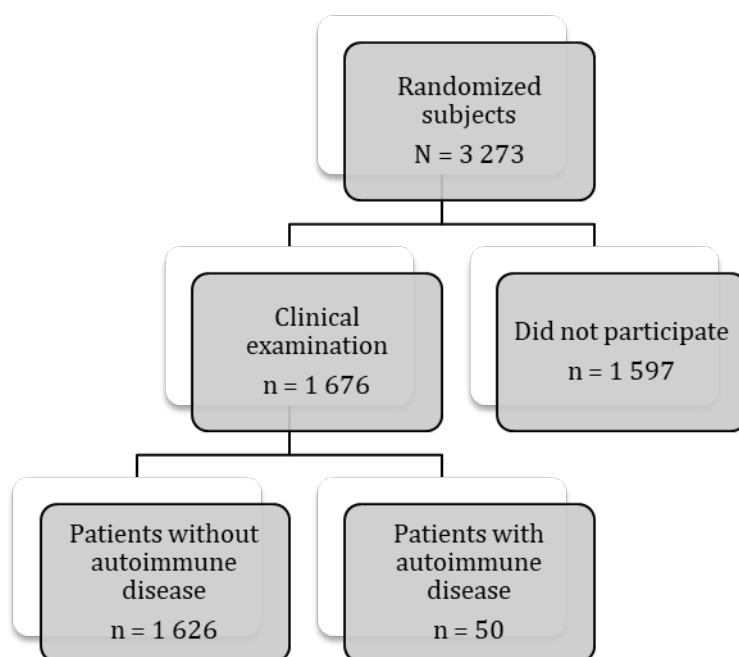 Randomized
subjects
N = 3 273
Clinical
examination
n = 1 676
Did not participate
n = 1 597
Patients without
autoimmune
disease
n = 1 626
Patients with
autoimmune
disease
n = 50